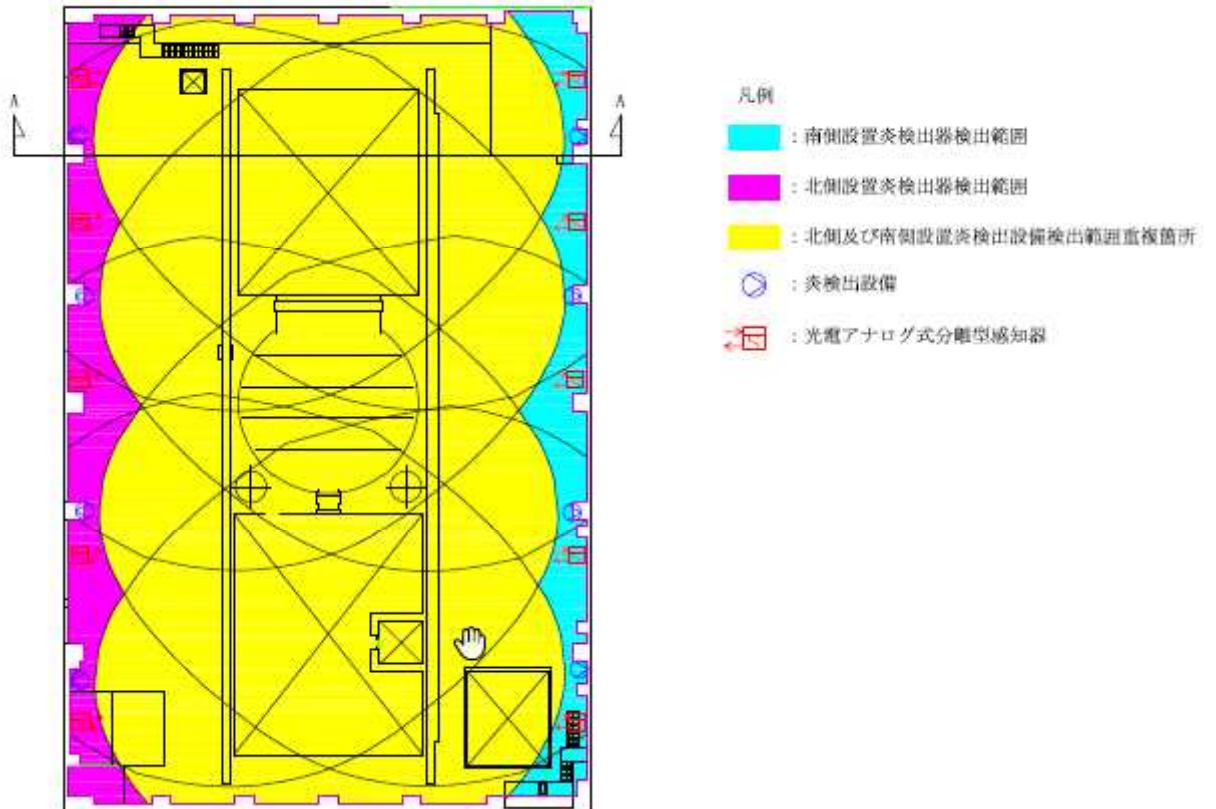 A
A
凡例
：南側設置炎検出器検出範囲
：北側設置炎検出器検出範囲
：北側及び南側設置炎検出設備検出範囲重複箇所
：炎検出設備
：光電アナログ式分離型感知器